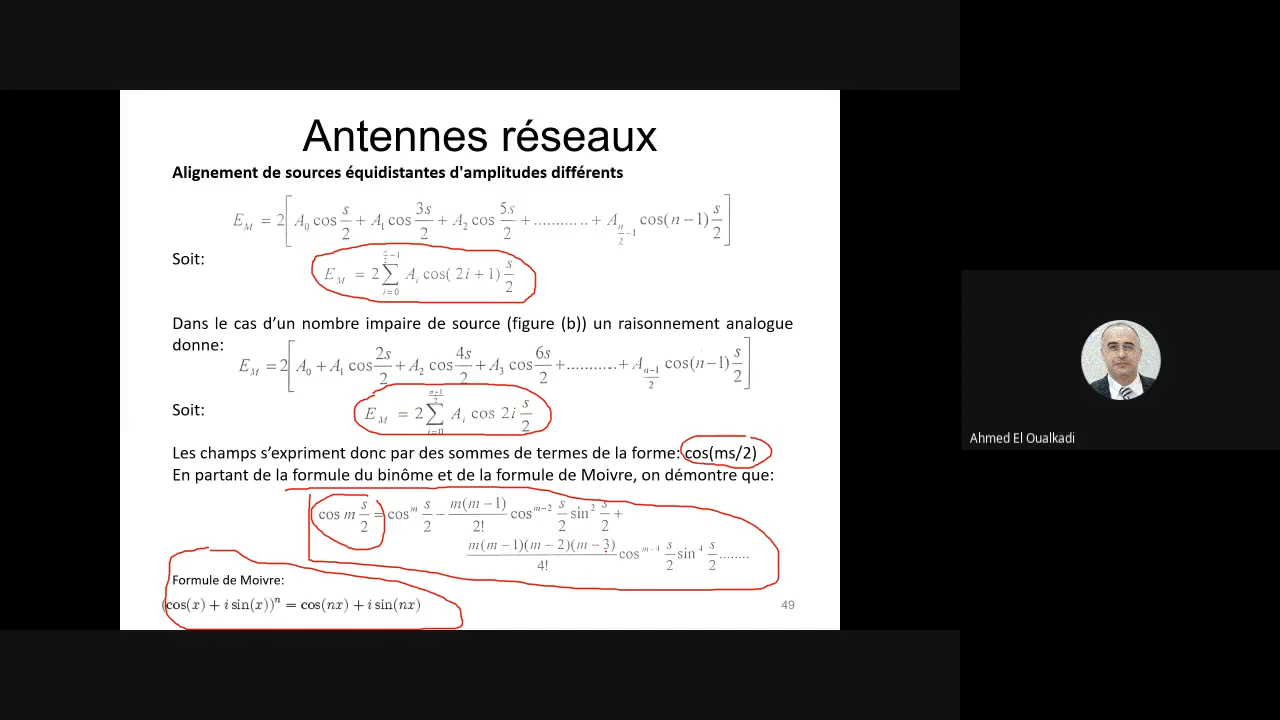 Antennes réseaux
Alignement de sources équidistantes d'amplitudes différents
E_M = 2[A_0 cos s/2 + A_1 cos 3s/2 + A_2 cos 5s/2 + ............ + A_{n/2 −1} cos(n − 1) s/2]
Soit:
E_M = 2 ∑_{i=0}^{n/2 −1} A_i cos( 2i + 1) s/2
Dans le cas d'un nombre impaire de source (figure (b)) un raisonnement analogue
donne:
E_M = 2[A_0 + A_1 cos 2s/2 + A_2 cos 4s/2 + A_3 cos 6s/2 + ............ + A_{(n−1)/2} cos(n − 1) s/2]
Soit:
E_M = 2 ∑_{i=0}^{(n−1)/2} A_i cos 2i s/2
Les champs s'expriment donc par des sommes de termes de la forme: cos(ms/2)
En partant de la formule du binôme et de la formule de Moivre, on démontre que:
cos m s/2 = cos^m s/2 − m(m − 1)/2! cos^{m−2} s/2 sin^2 s/2 +
m(m − 1)(m − 2)(m − 3)/4! cos^{m−4} s/2 sin^4 s/2 ........
Formule de Moivre:
(cos(x) + i sin(x))^n = cos(nx) + i sin(nx)
49
Ahmed El Oualkadi